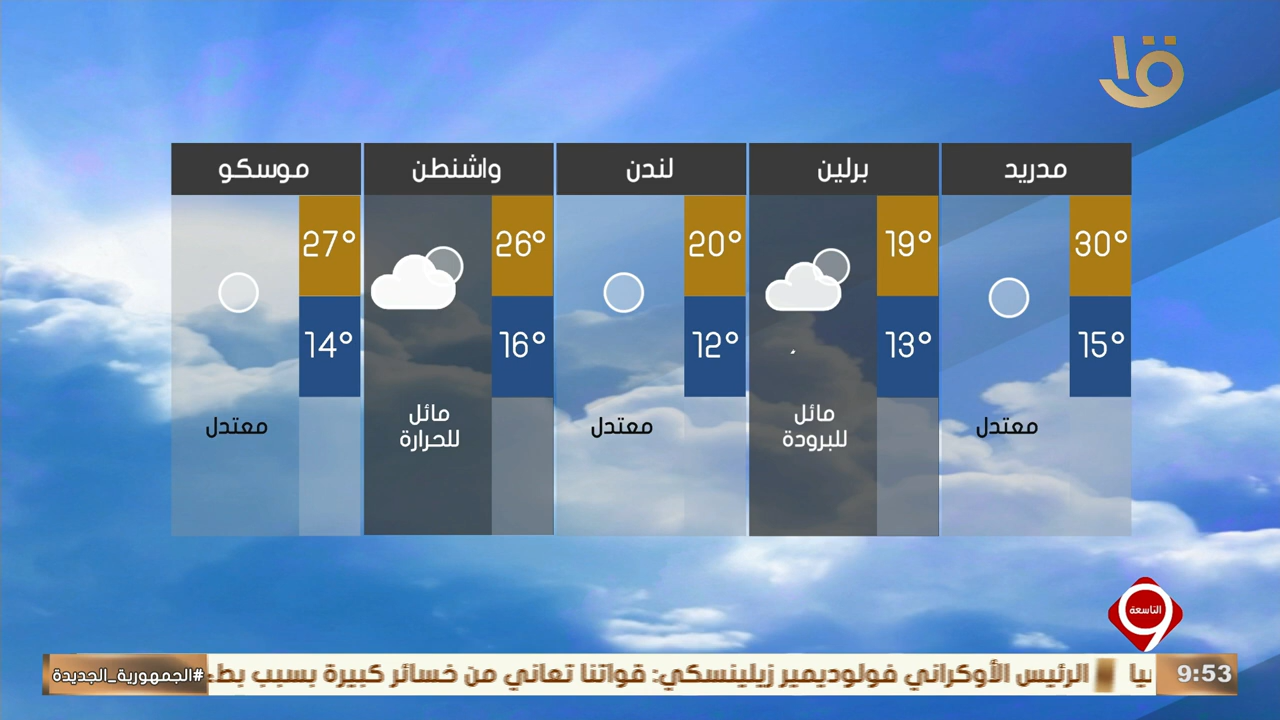 مدريد
30°
15°
معتدل
برلين
19°
13°
مائل
للبرودة
لندن
20°
12°
معتدل
واشنطن
26°
16°
مائل
للحرارة
موسكو
27°
14°
معتدل
التاسعة
9
9:53
نيا الرئيس الأوكراني فولوديمير زيلينسكي: قواتنا تعاني من خسائر كبيرة بسبب بطء
#الجمهورية_الجديدة